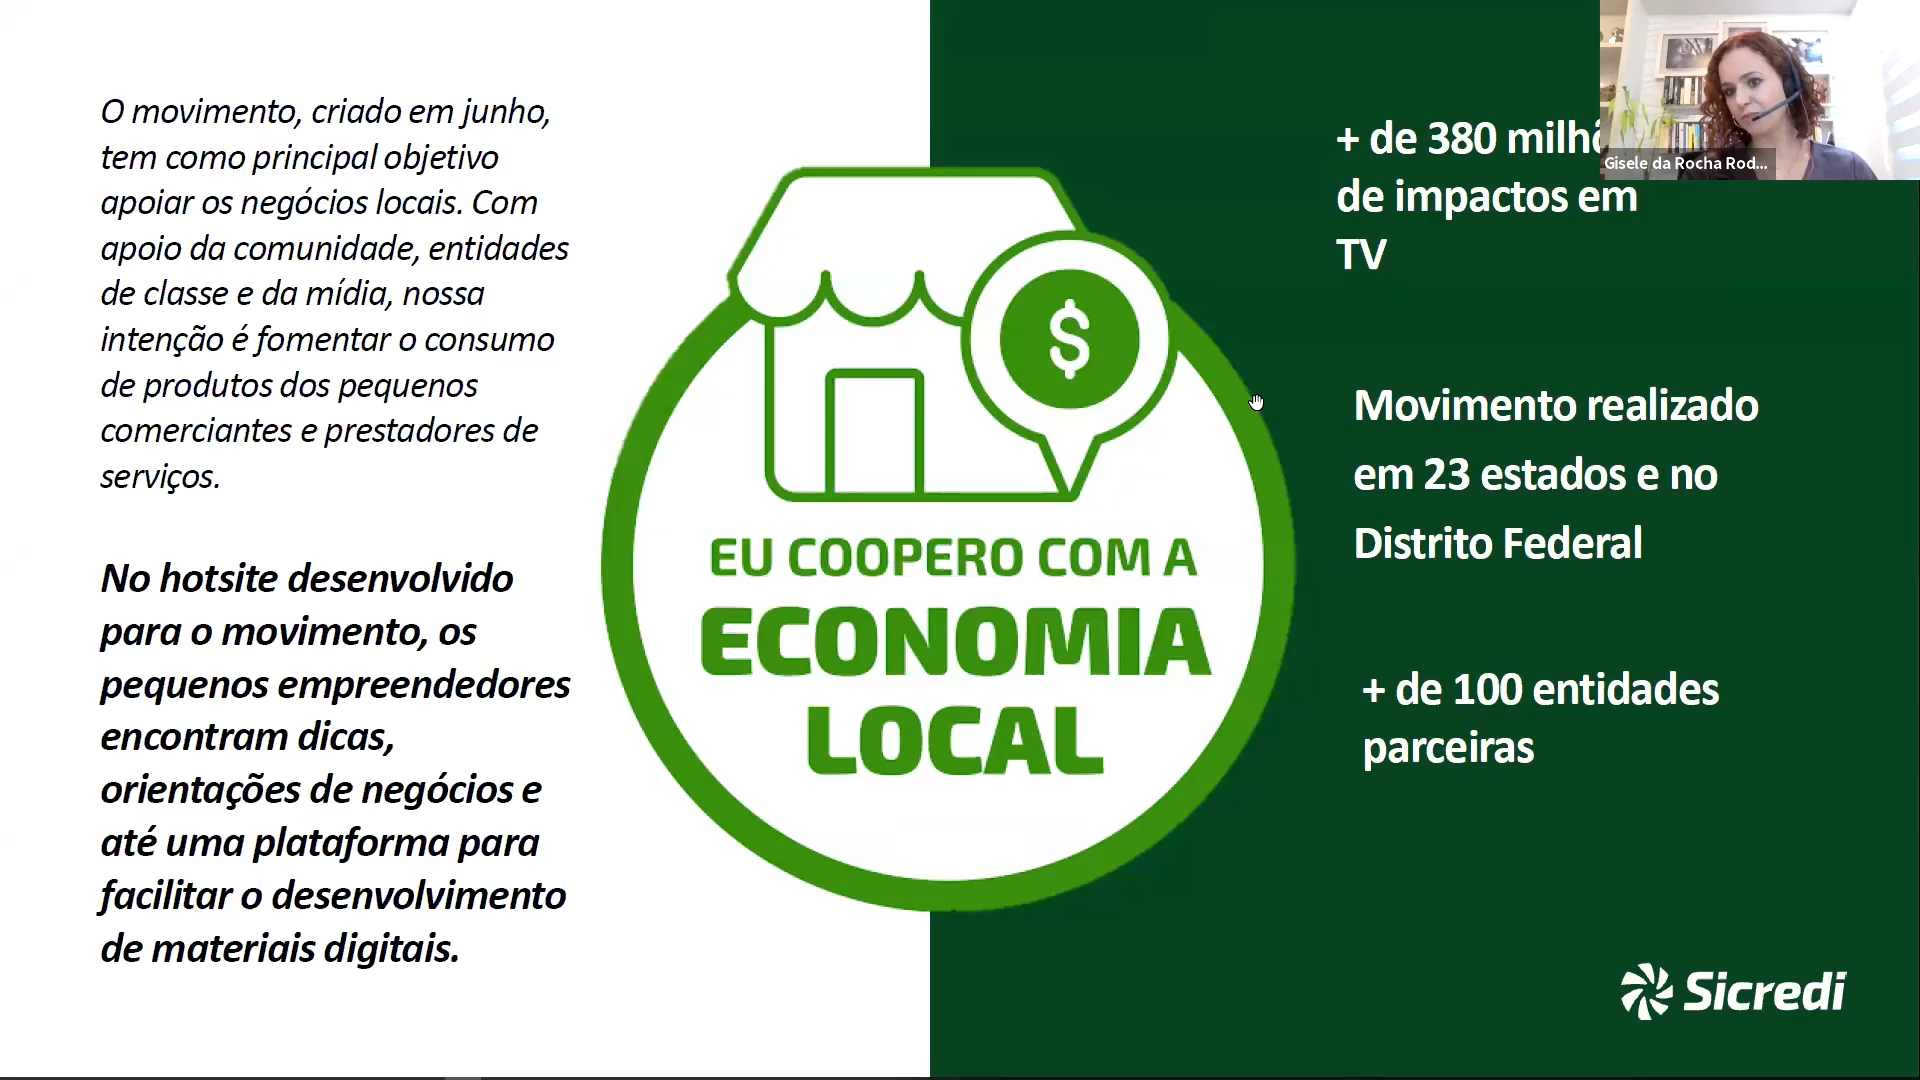 O movimento, criado em junho,
tem como principal objetivo
apoiar os negócios locais. Com
apoio da comunidade, entidades
de classe e da mídia, nossa
intenção é fomentar o consumo
de produtos dos pequenos
comerciantes e prestadores de
serviços.
No hotsite desenvolvido
para o movimento, os
pequenos empreendedores
encontram dicas,
orientações de negócios e
até uma plataforma para
facilitar o desenvolvimento
de materiais digitais.
$
EU COOPERO COM A
ECONOMIA
LOCAL
+ de 380
de impactos em
TV
Movimento realizado
em 23 estados e no
Distrito Federal
+ de 100 entidades
parceiras
Sicredi
Gisele da Rocha Rod...